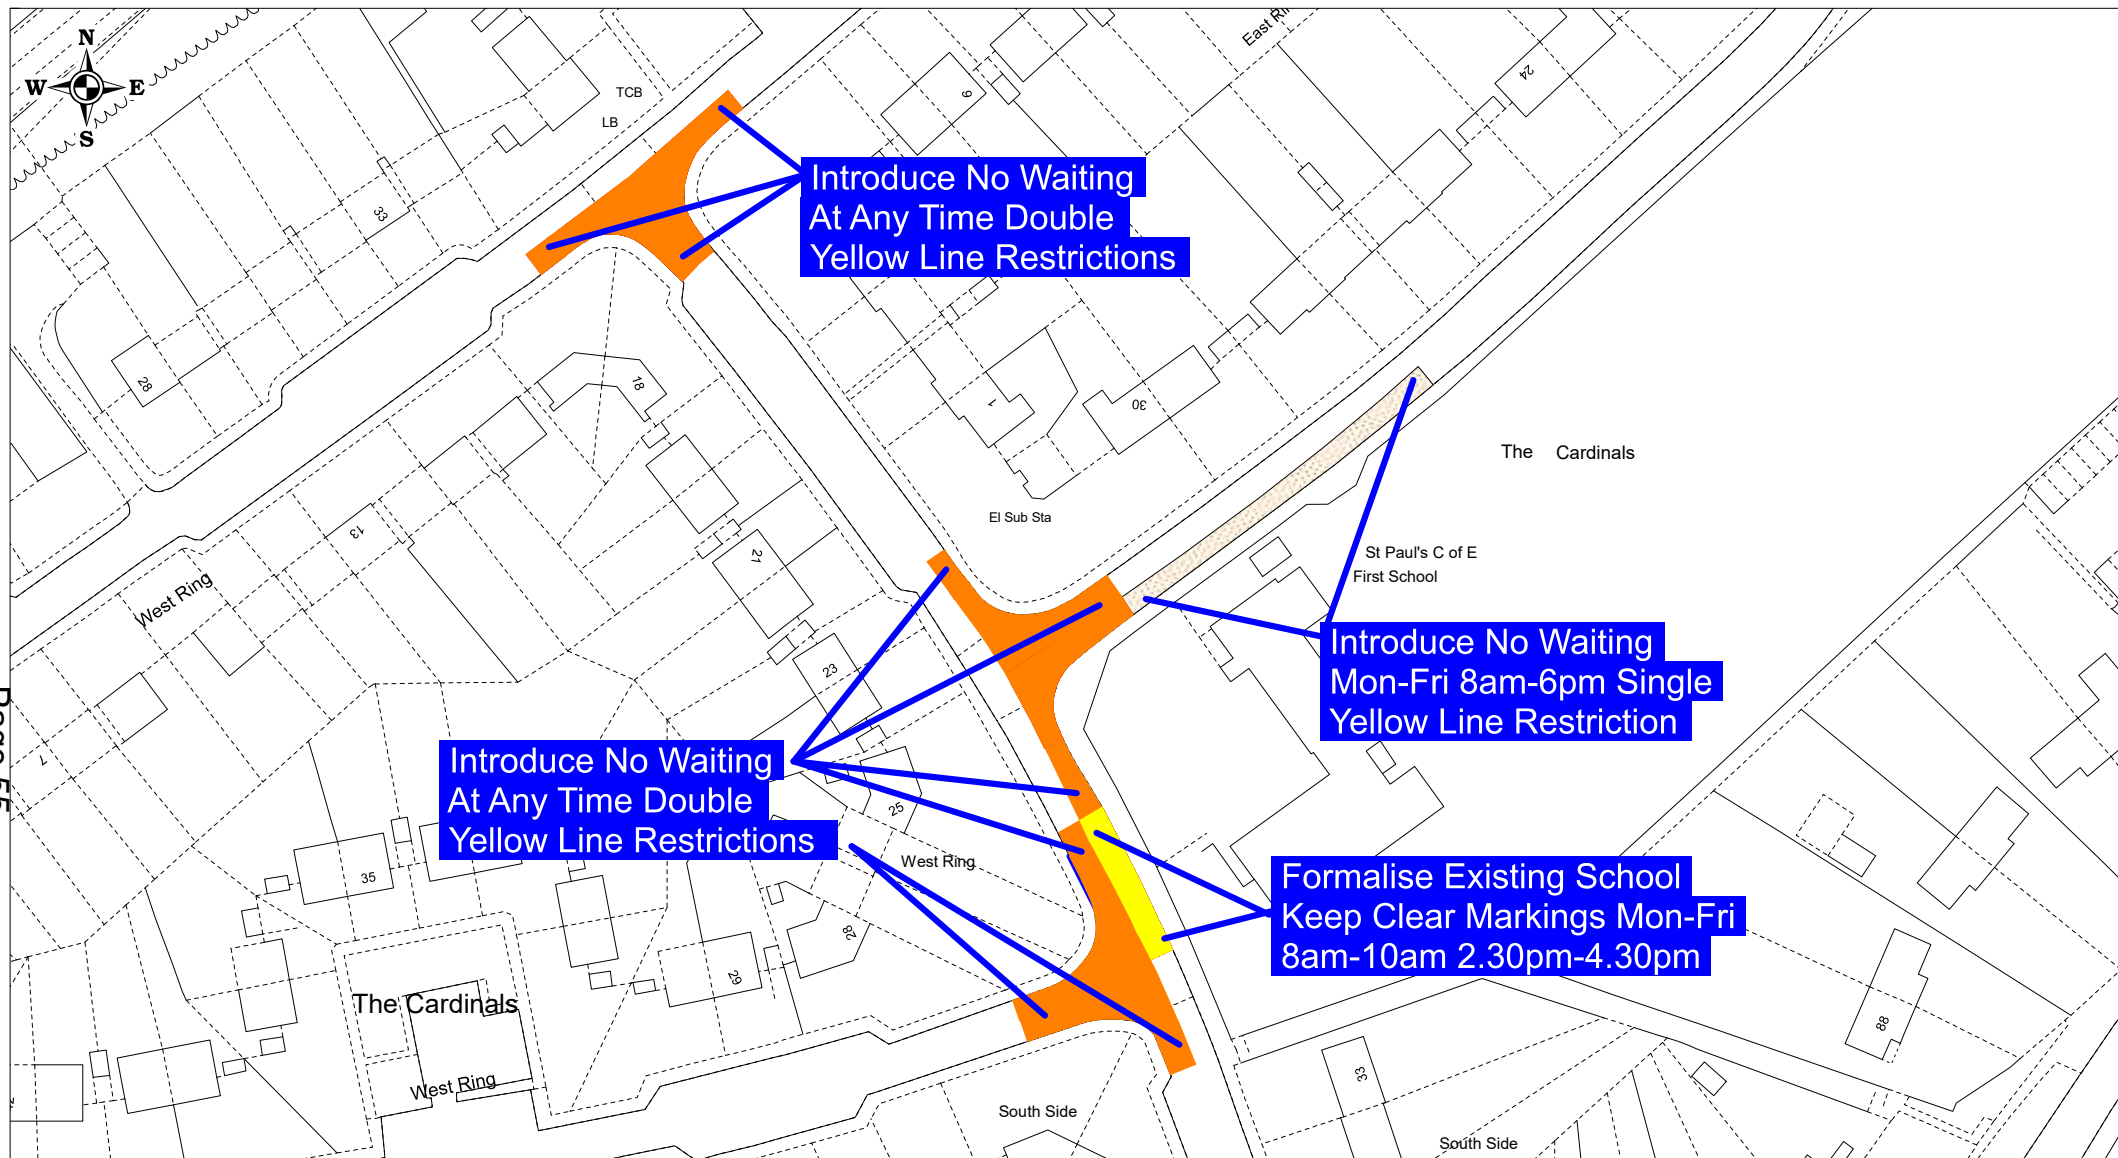 N
W E
S
TCB
LB
East Ri
9
24
33
Introduce No Waiting
At Any Time Double
Yellow Line Restrictions
28
18
1
30
The Cardinals
El Sub Sta
13
21
St Paul's C of E
First School
West Ring
23
Introduce No Waiting
Mon-Fri 8am-6pm Single
Yellow Line Restriction
7
Page 55
Introduce No Waiting
At Any Time Double
Yellow Line Restrictions
25
West Ring
35
Formalise Existing School
Keep Clear Markings Mon-Fri
8am-10am 2.30pm-4.30pm
28
29
The Cardinals
88
West Ring
33
South Side
South Side